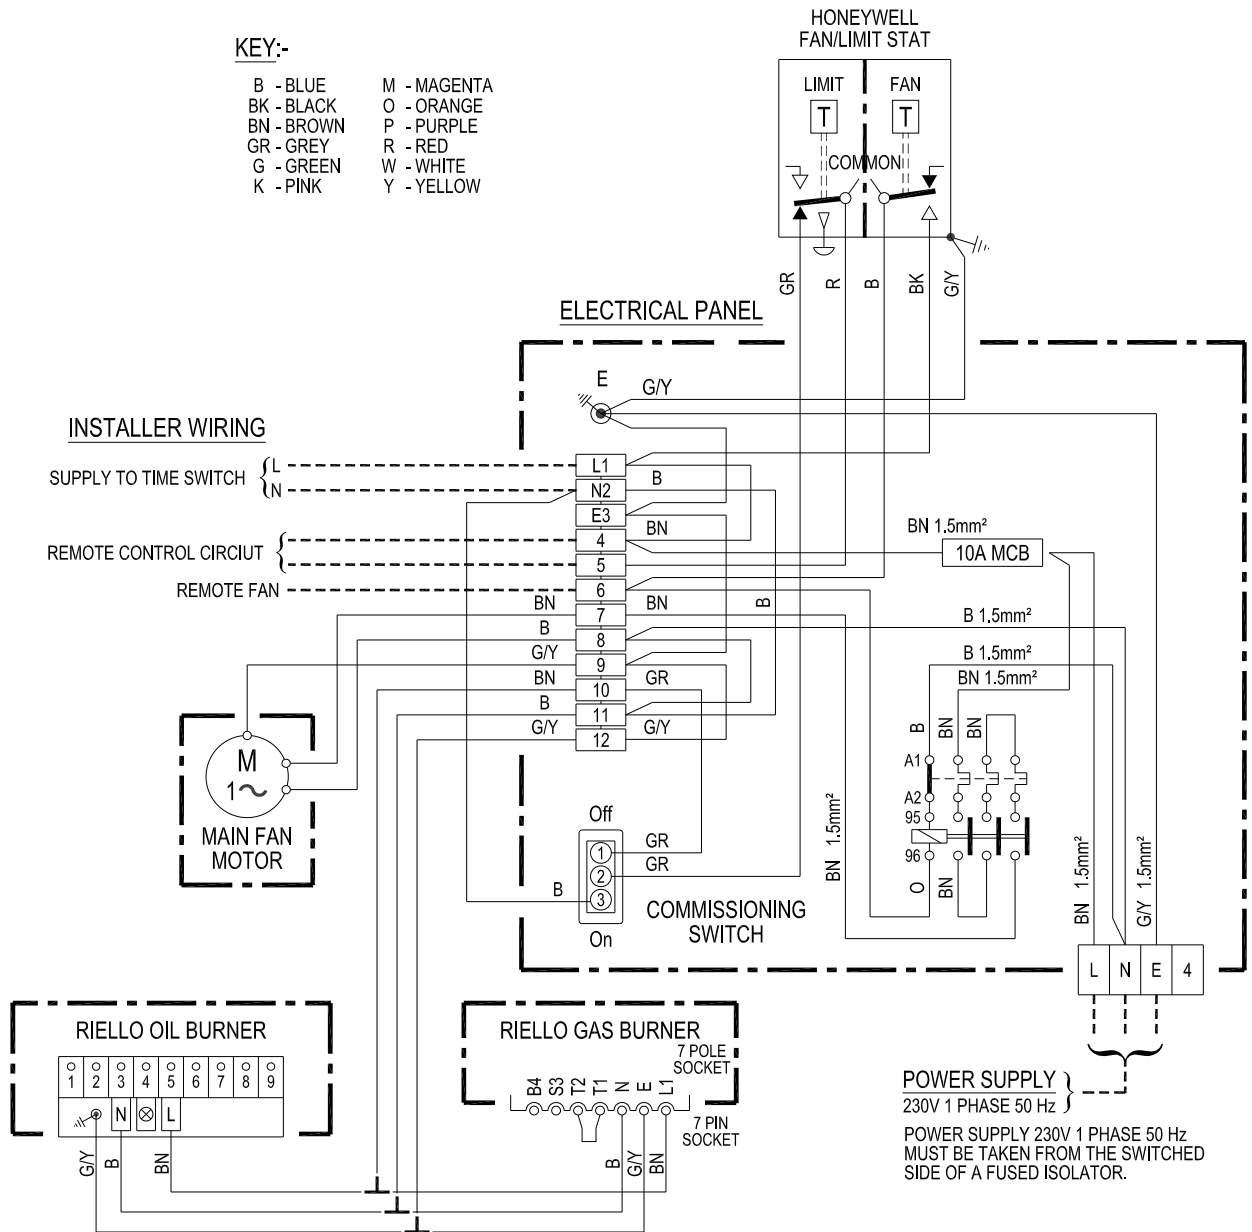 HONEYWELL
FAN/LIMIT STAT
KEY:-
B - BLUE
BK - BLACK
BN - BROWN
GR - GREY
G - GREEN
K - PINK
M - MAGENTA
O - ORANGE
P - PURPLE
R - RED
W - WHITE
Y - YELLOW
LIMIT
FAN
T
T
COMMON
GR
R
B
BK
G/Y
ELECTRICAL PANEL
E
G/Y
INSTALLER WIRING
SUPPLY TO TIME SWITCH
L
N
REMOTE CONTROL CIRCIUT
REMOTE FAN
L1
N2
E3
4
5
6
7
8
9
10
11
12
B
BN
BN
GR
G/Y
B
BN
B
G/Y
BN
B
G/Y
BN 1.5mm²
10A MCB
B 1.5mm²
B 1.5mm²
BN 1.5mm²
B
BN
BN
A1
A2
95
96
O
BN
BN 1.5mm²
BN 1.5mm²
G/Y 1.5mm²
M
1~
MAIN FAN
MOTOR
Off
1
2
3
On
GR
GR
B
COMMISSIONING
SWITCH
L
N
E
4
RIELLO OIL BURNER
1
2
3
4
5
6
7
8
9
N
L
G/Y
B
BN
RIELLO GAS BURNER
7 POLE
SOCKET
B4
S3
T2
T1
N
E
L1
7 PIN
SOCKET
B
G/Y
BN
POWER SUPPLY
230V 1 PHASE 50 Hz
POWER SUPPLY 230V 1 PHASE 50 Hz
MUST BE TAKEN FROM THE SWITCHED
SIDE OF A FUSED ISOLATOR.